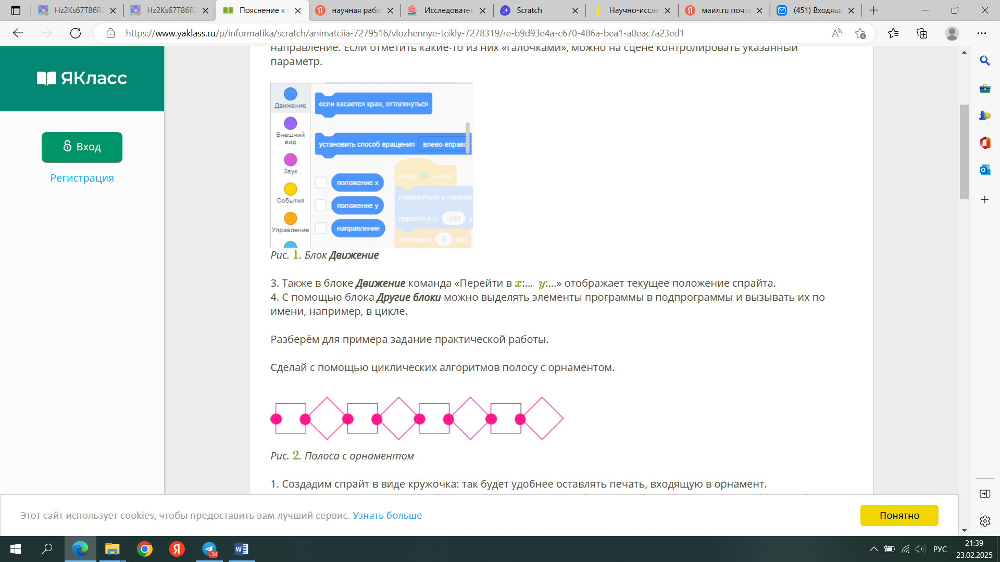 Hz2Ks67T86RZ
Hz2Ks67T86RZ
Пояснение к
научная рабо
Исследовател
Scratch
Научно-иссле
маил.ru почта
(451) Входящи
https://www.yaklass.ru/p/informatika/scratch/animatciia-7279516/vlozhennye-tcikly-7278319/re-b9d93e4a-c670-486a-bea1-a0eac7a23ed1
ЯКласс
Вход
Регистрация
направление. Если отметить какие-то из них «галочками», можно на сцене контролировать указанный
параметр.
Движение
Внешний
вид
Звук
События
Управление
если касается края, оттолкнуться
установить способ вращения влево-вправо
положение x
положение y
направление
когда нажат
повернуться в направл
перейти в x: -191 y
повторить 9 раз
Рис. 1. Блок Движение
3. Также в блоке Движение команда «Перейти в x:... y:...» отображает текущее положение спрайта.
4. С помощью блока Другие блоки можно выделять элементы программы в подпрограммы и вызывать их по
имени, например, в цикле.
Разберём для примера задание практической работы.
Сделай с помощью циклических алгоритмов полосу с орнаментом.
Рис. 2. Полоса с орнаментом
1. Создадим спрайт в виде кружочка: так будет удобнее оставлять печать, входящую в орнамент.
Этот сайт использует cookies, чтобы предоставить вам лучший сервис. Узнать больше
Понятно
34
РУС
21:39
23.02.2025